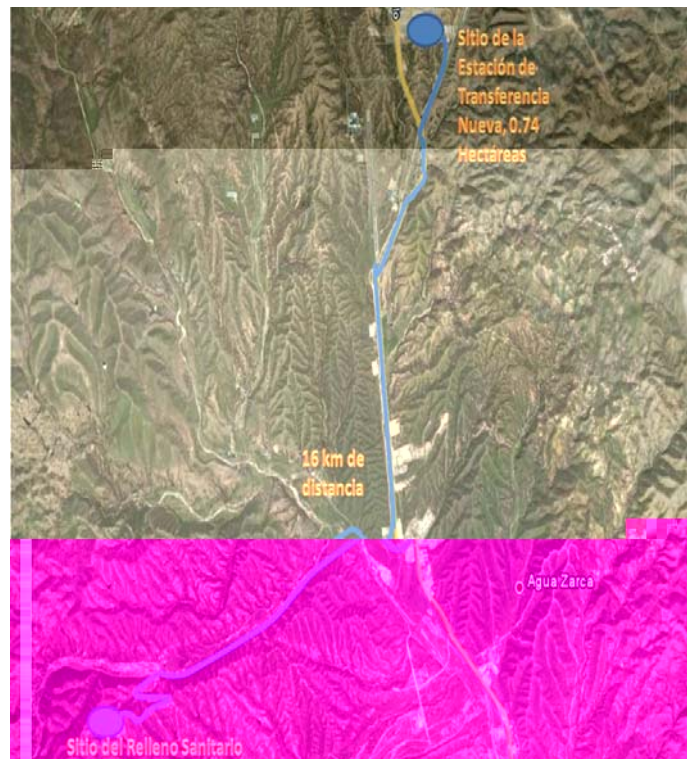 Sitio de la
Estación de
Transferencia
Nueva, 0.74
Hectáreas
16 km de
distancia
Agua Zarca
Sitio del Relleno Sanitario